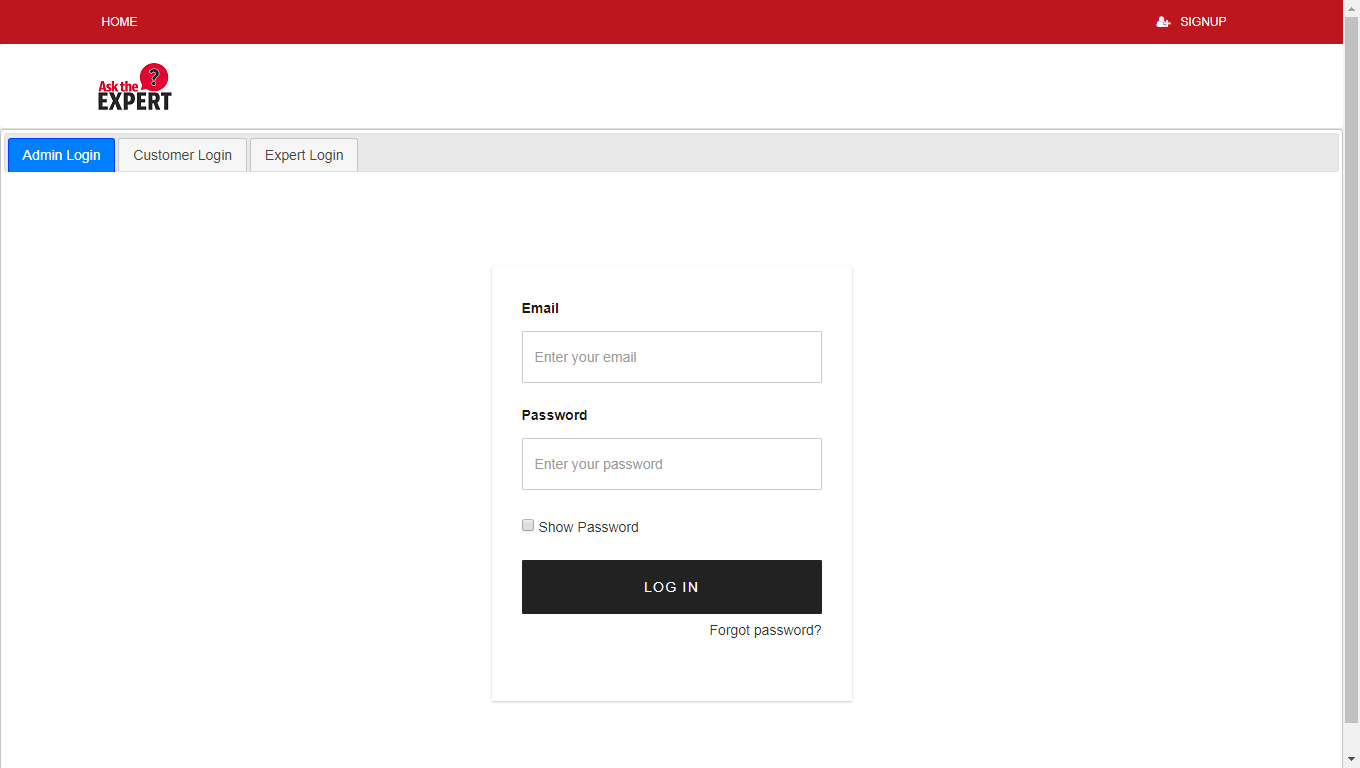 HOME SIGNUP
Ask the ?
EXPERT
Admin Login Customer Login Expert Login
Email
Enter your email
Password
Enter your password
Show Password
LOG IN
Forgot password?